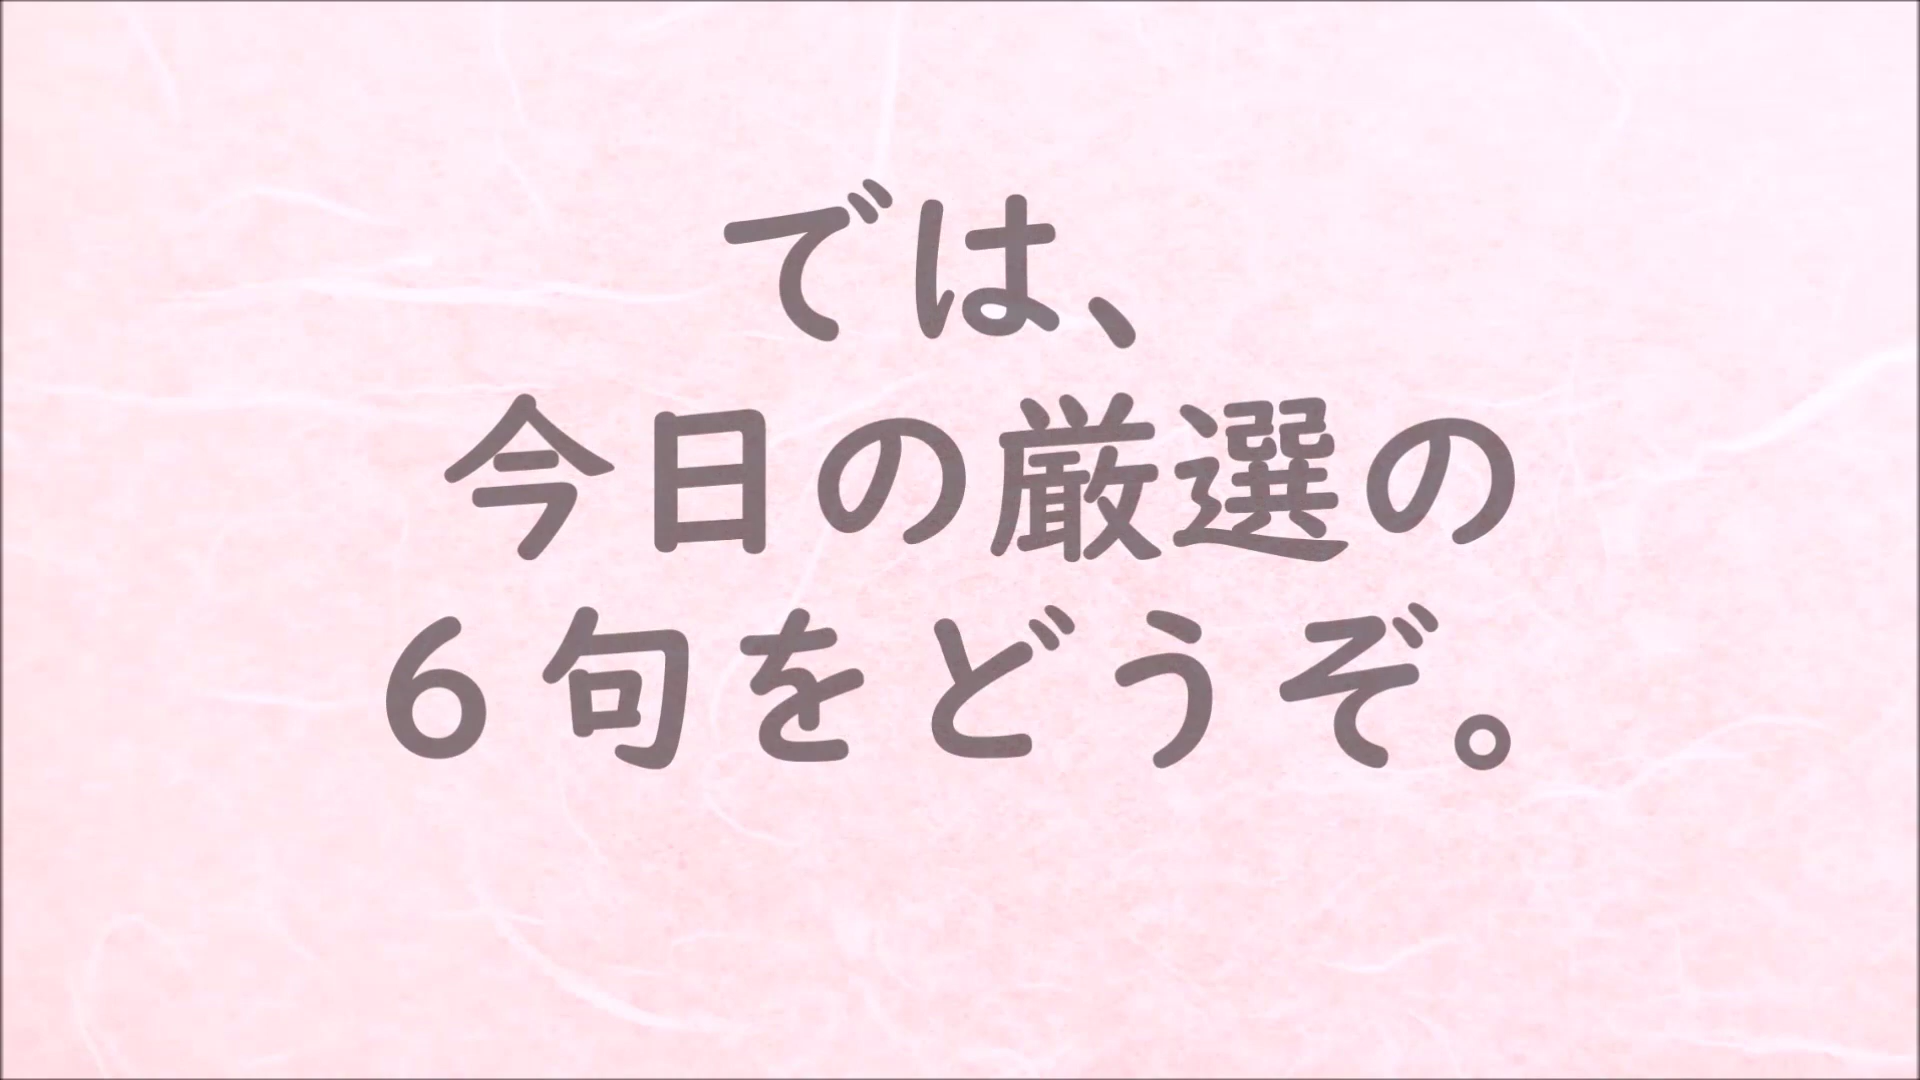 では、
今日の厳選の
６句をどうぞ。